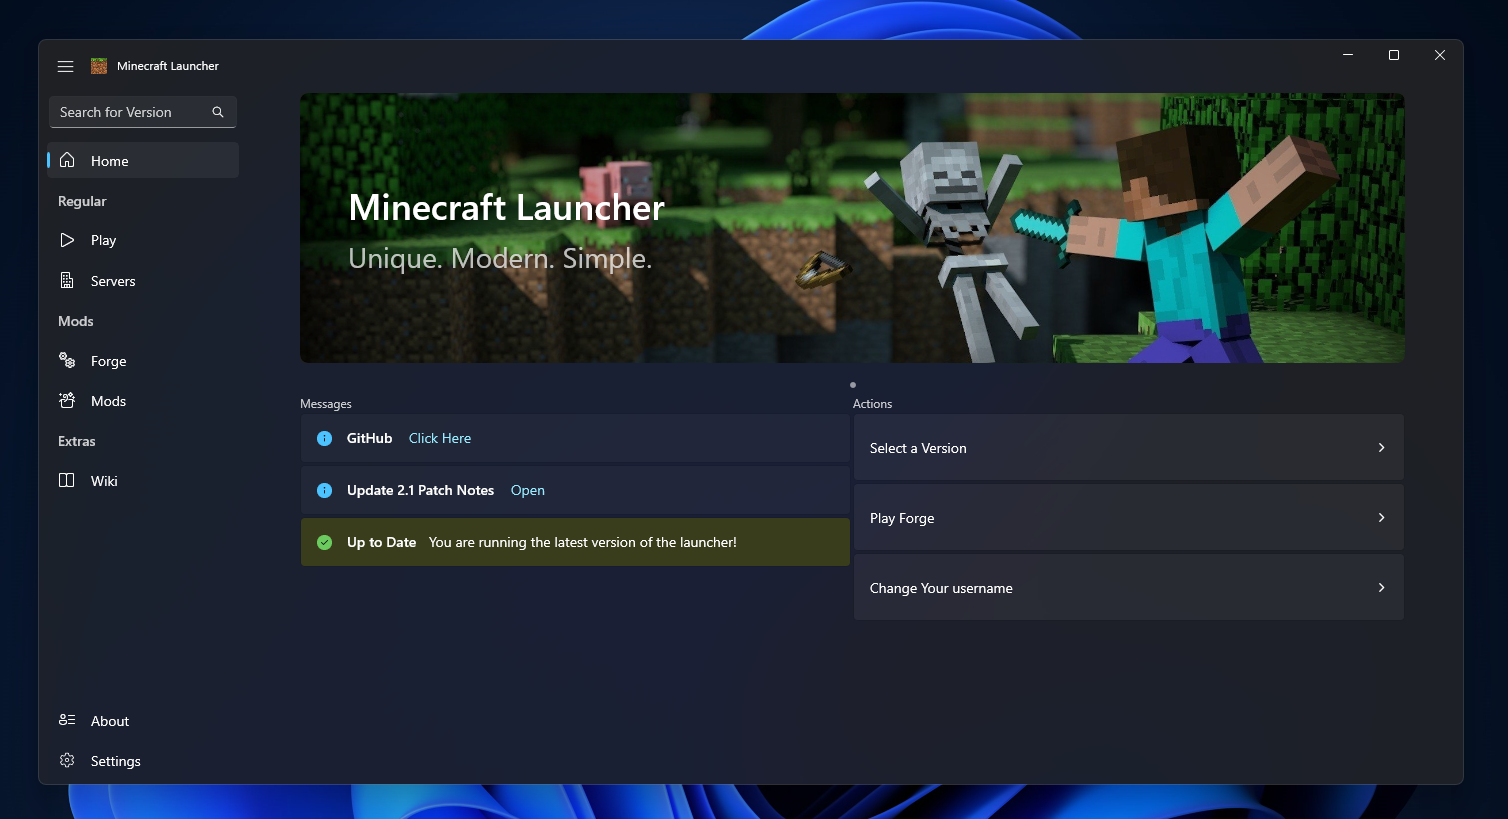 Minecraft Launcher
Search for Version
Home
Regular
Play
Servers
Mods
Forge
Mods
Extras
Wiki
About
Settings
Minecraft Launcher
Unique. Modern. Simple.
Messages
GitHub Click Here
Update 2.1 Patch Notes Open
Up to Date You are running the latest version of the launcher!
Actions
Select a Version
Play Forge
Change Your username